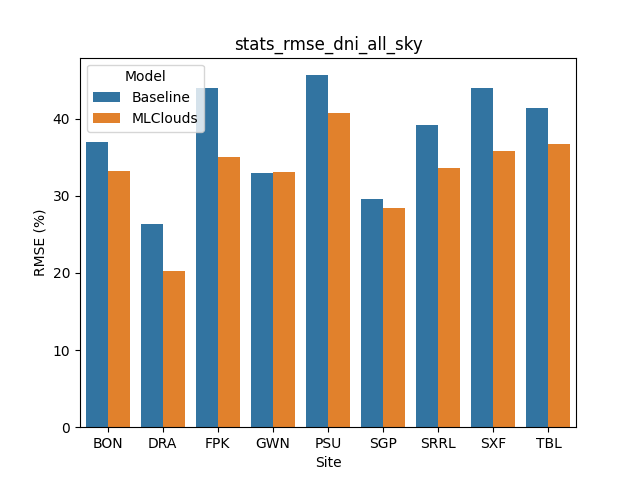 stats_rmse_dni_all_sky
Model
Baseline
MLClouds
RMSE (%)
40
30
20
10
0
BON DRA FPK GWN PSU SGP SRRL SXF TBL
Site